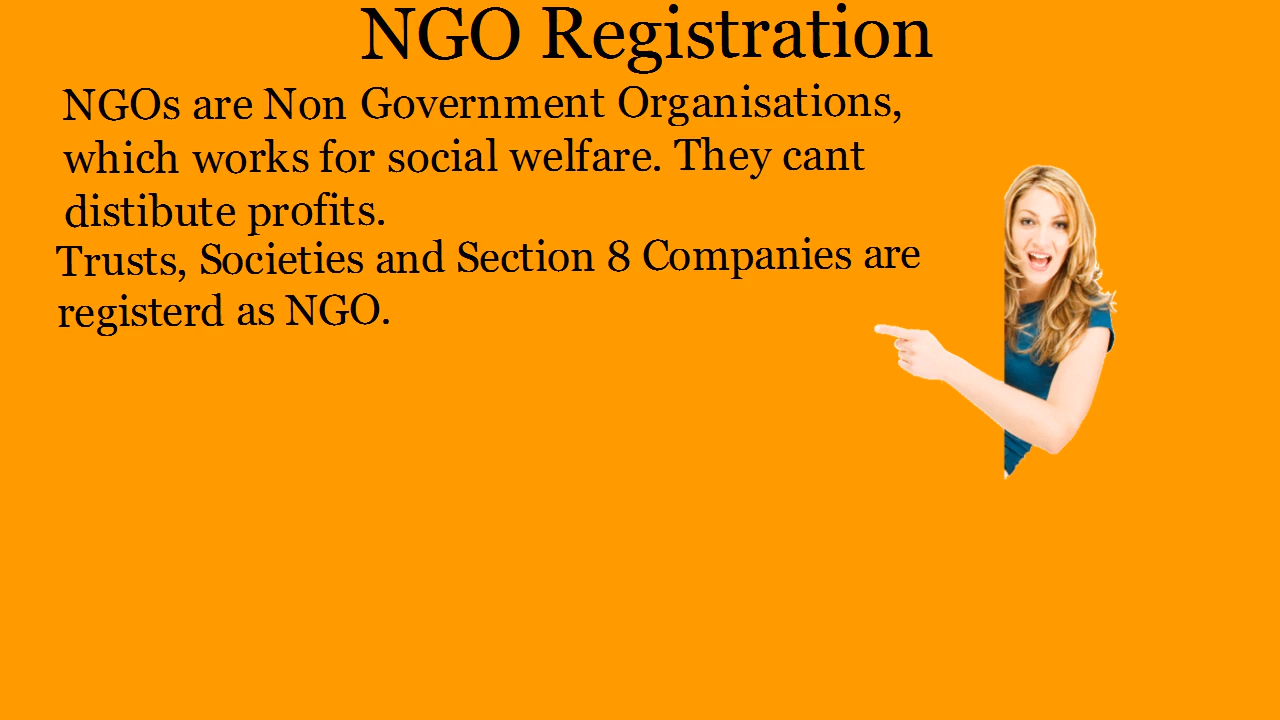 NGO Registration
NGOs are Non Government Organisations,
which works for social welfare. They cant
distibute profits.
Trusts, Societies and Section 8 Companies are
registerd as NGO.